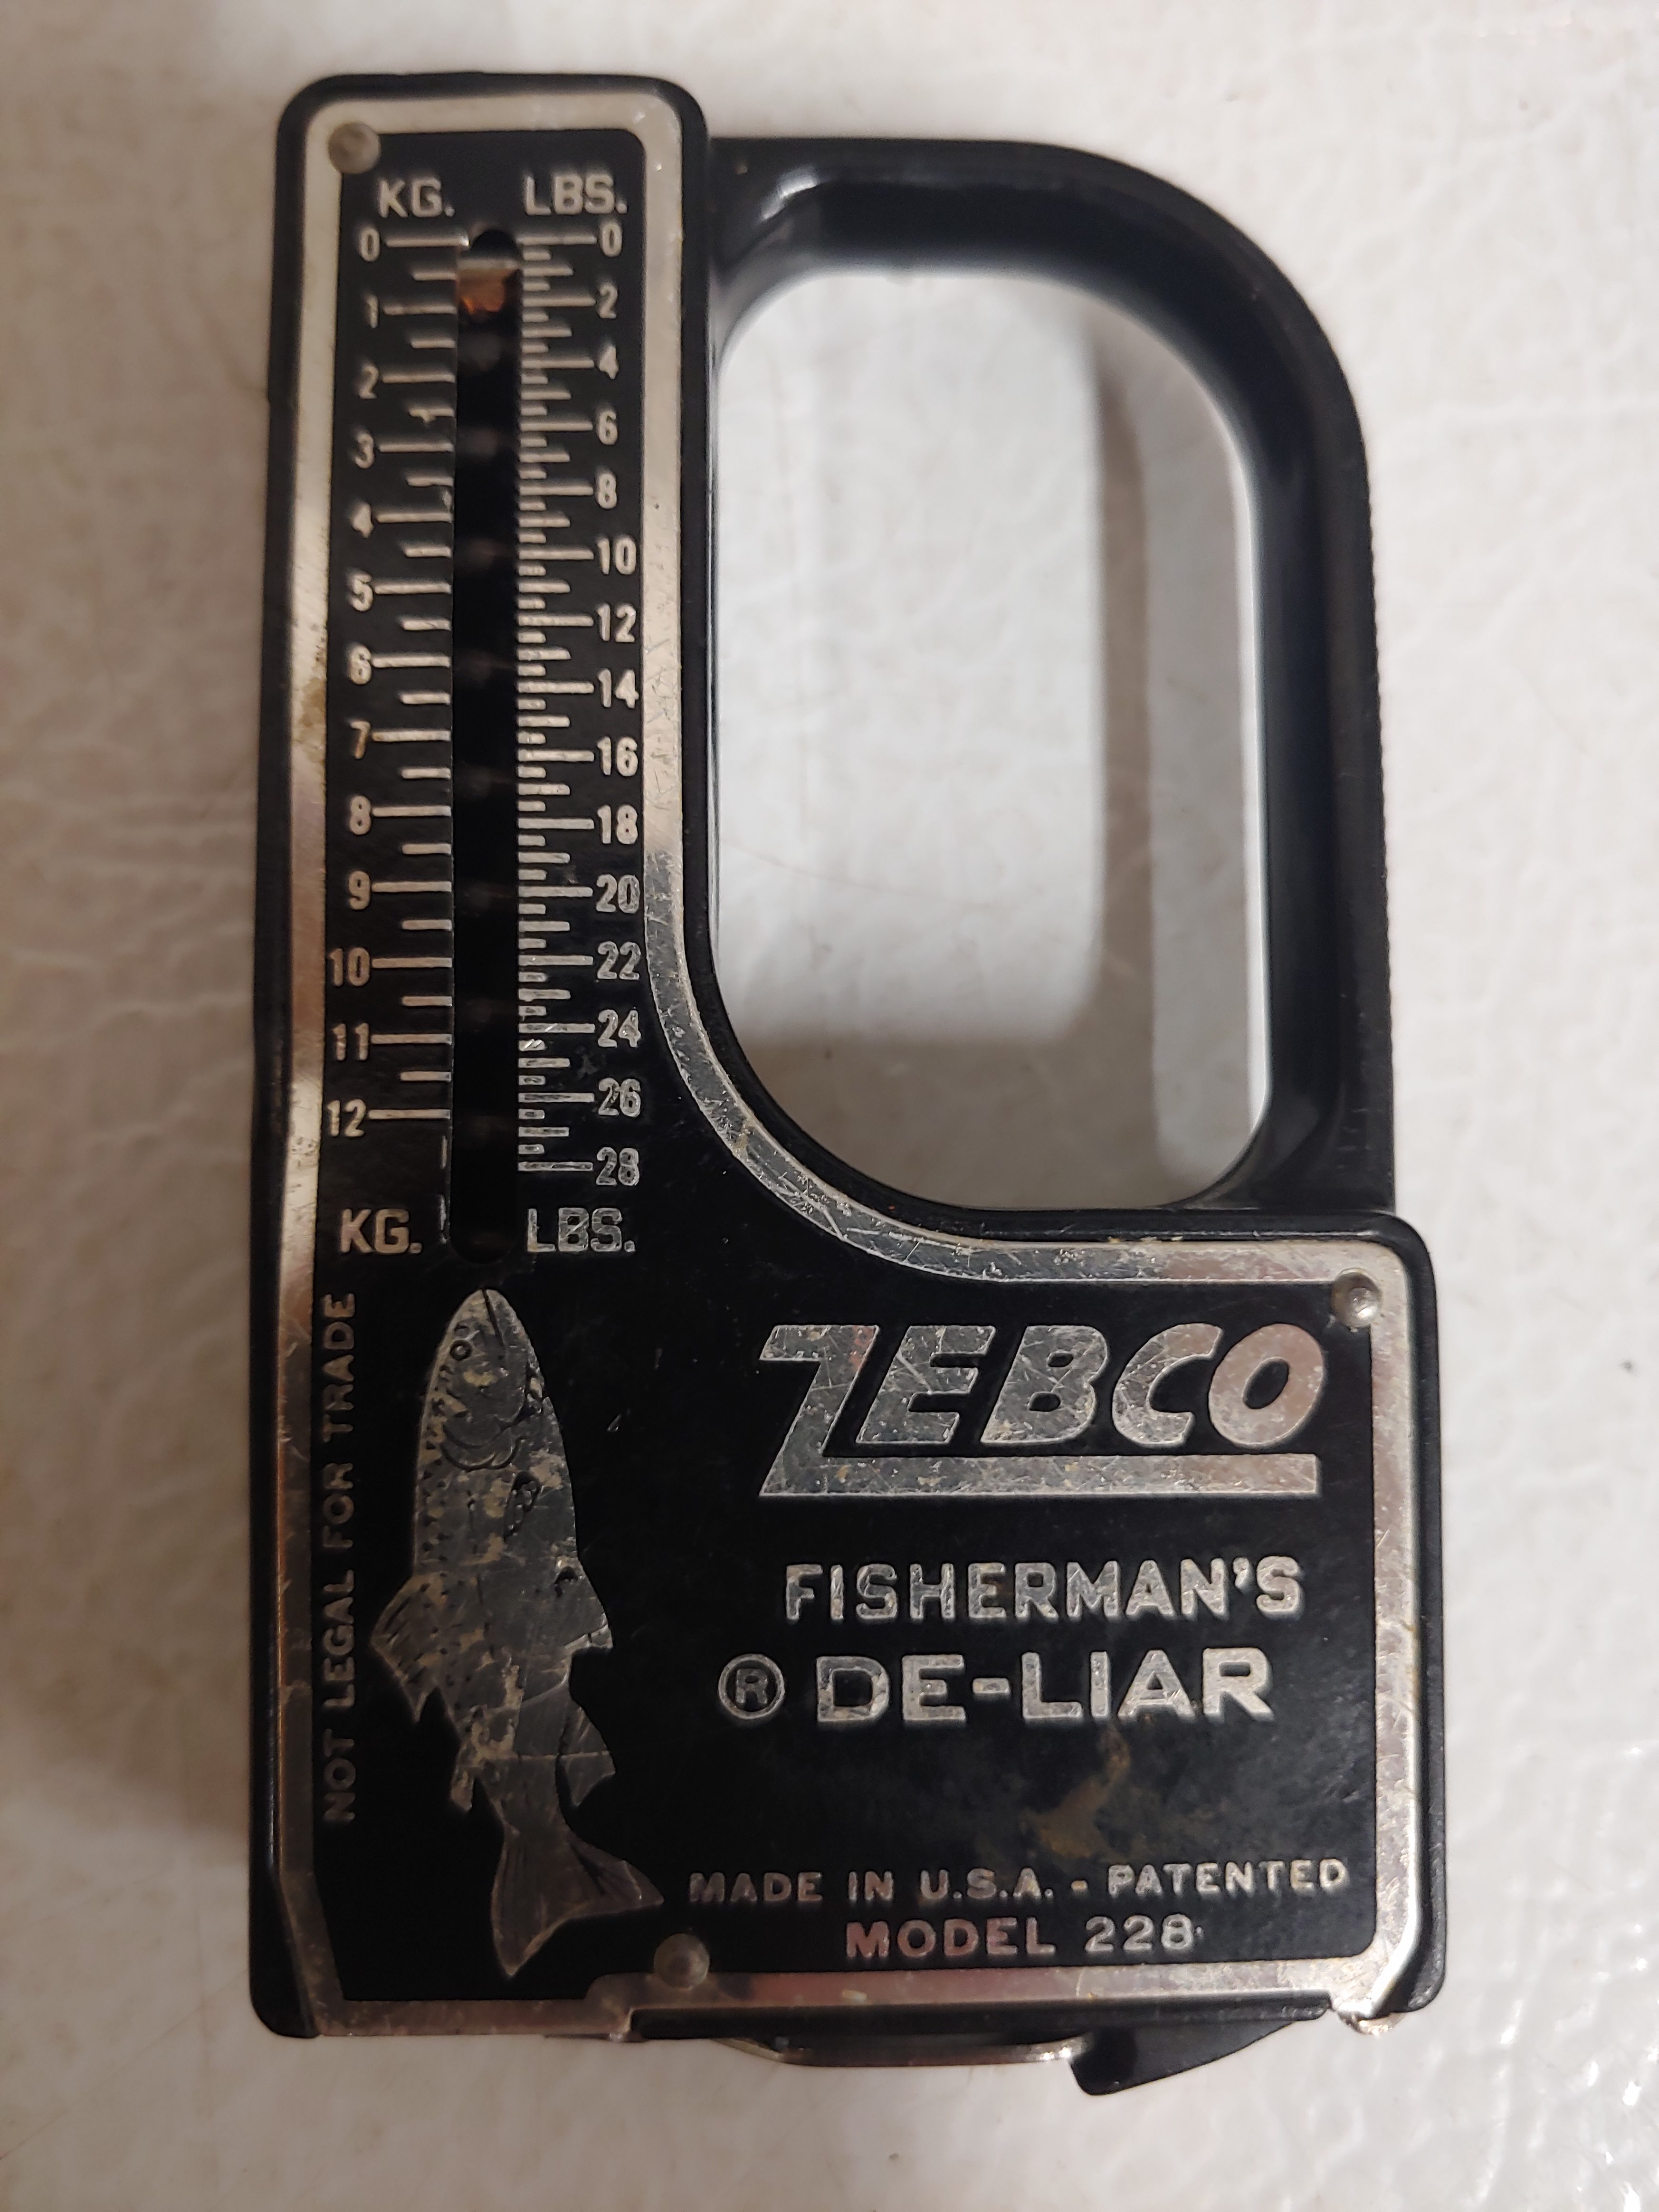 KG. LBS.
0 0
1 2
2 4
3 6
4 8
5 10
6 12
7 14
8 16
9 18
10 20
11 22
12 24
26
28
KG. LBS.
NOT LEGAL FOR TRADE
ZEBCO
FISHERMAN'S
® DE-LIAR
MADE IN U.S.A. - PATENTED
MODEL 228